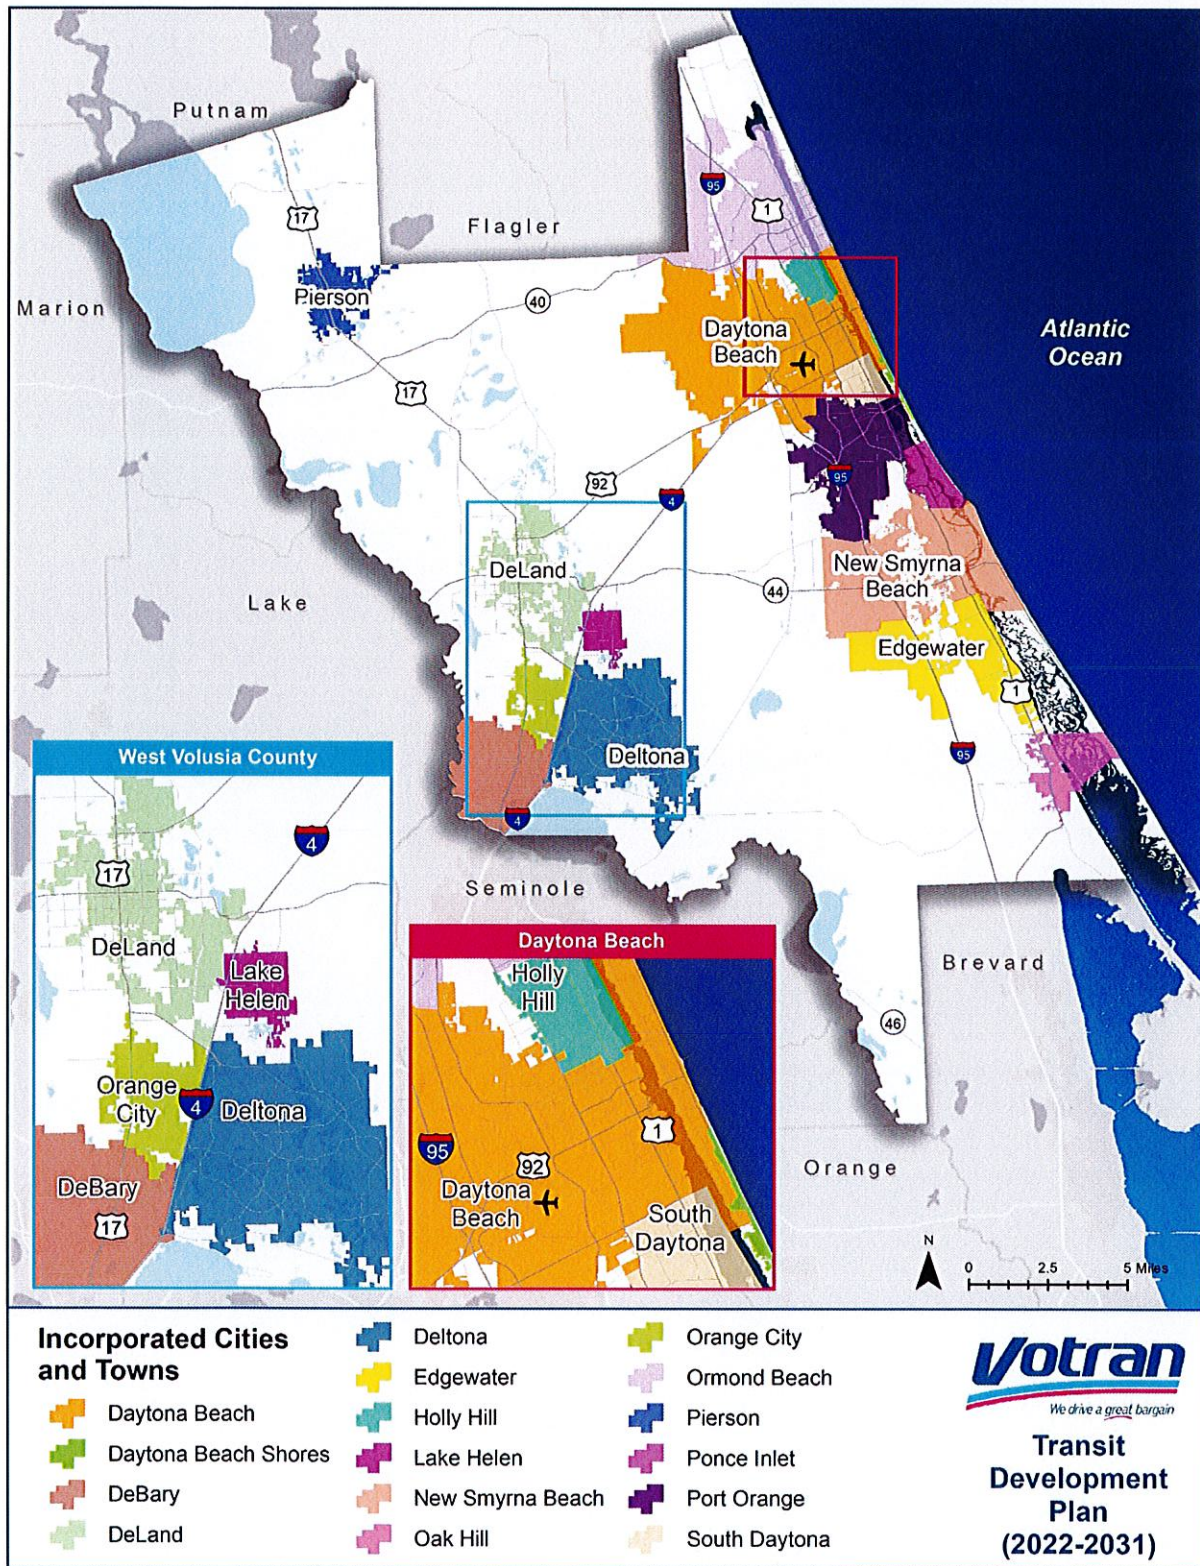 Putnam
Flagler
Marion
Lake
Seminole
Brevard
Orange
Atlantic
Ocean
17
Pierson
40
17
95
1
Daytona
Beach
92
4
95
DeLand
44
New Smyrna
Beach
Edgewater
1
Deltona
95
4
46
West Volusia County
4
17
DeLand
Lake
Helen
Orange
City
4
Deltona
DeBary
17
Daytona Beach
Holly
Hill
1
95
92
Daytona
Beach
South
Daytona
N
0 2.5 5 Miles
Incorporated Cities
and Towns
Daytona Beach
Daytona Beach Shores
DeBary
DeLand
Deltona
Edgewater
Holly Hill
Lake Helen
New Smyrna Beach
Oak Hill
Orange City
Ormond Beach
Pierson
Ponce Inlet
Port Orange
South Daytona
Votran
We drive a great bargain
Transit
Development
Plan
(2022-2031)